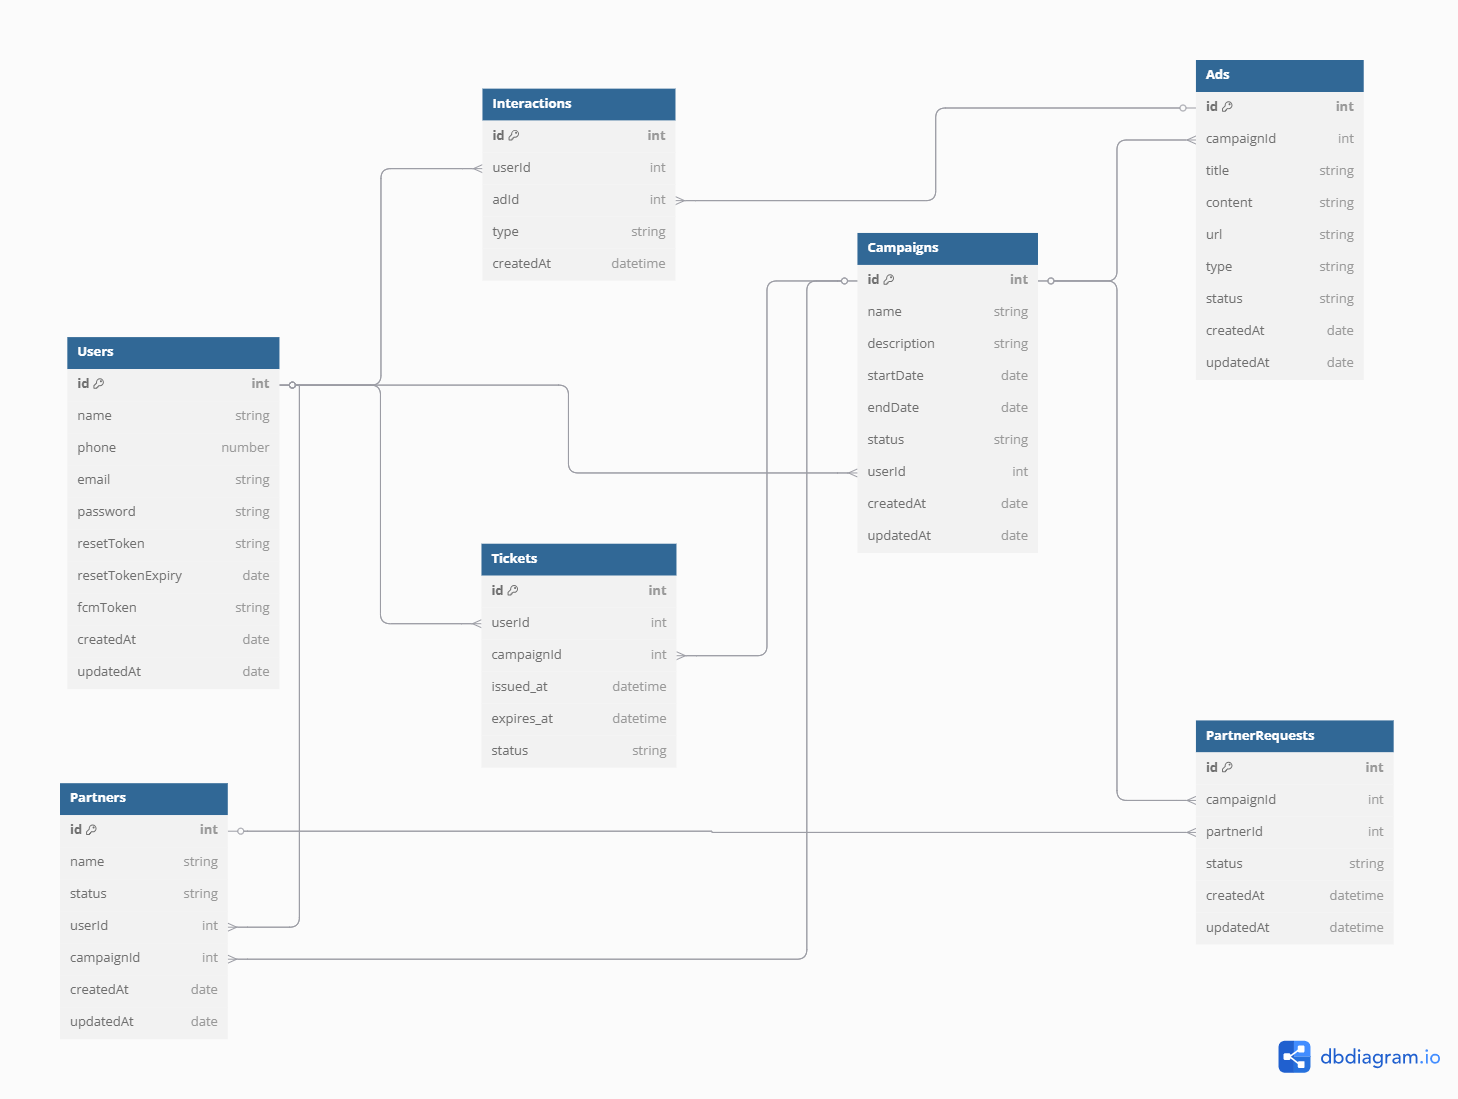 Interactions
id int
userId int
adId int
type string
createdAt datetime
Ads
id int
campaignId int
title string
content string
url string
type string
status string
createdAt date
updatedAt date
Campaigns
id int
name string
description string
startDate date
endDate date
status string
userId int
createdAt date
updatedAt date
Users
id int
name string
phone number
email string
password string
resetToken string
resetTokenExpiry date
fcmToken string
createdAt date
updatedAt date
Tickets
id int
userId int
campaignId int
issued_at datetime
expires_at datetime
status string
Partners
id int
name string
status string
userId int
campaignId int
createdAt date
updatedAt date
PartnerRequests
id int
campaignId int
partnerId int
status string
createdAt datetime
updatedAt datetime
dbdiagram.io